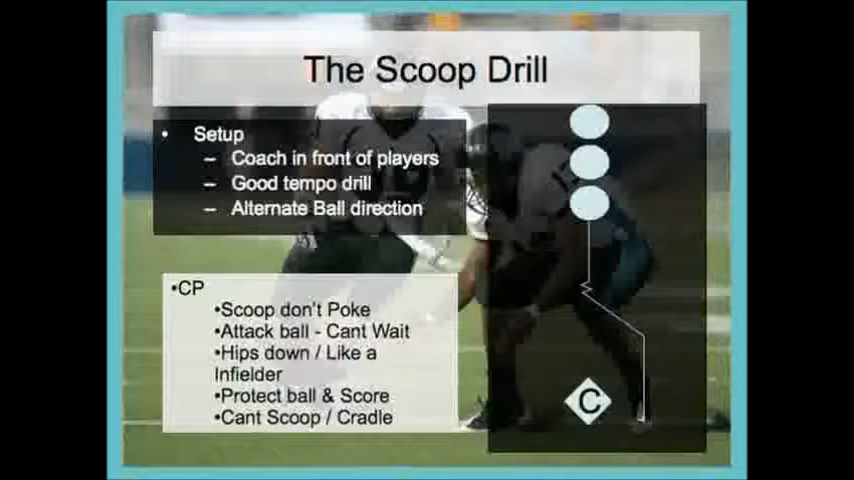 The Scoop Drill
• Setup
– Coach in front of players
– Good tempo drill
– Alternate Ball direction
•CP
•Scoop don't Poke
•Attack ball - Cant Wait
•Hips down / Like a
Infielder
•Protect ball & Score
•Cant Scoop / Cradle
C